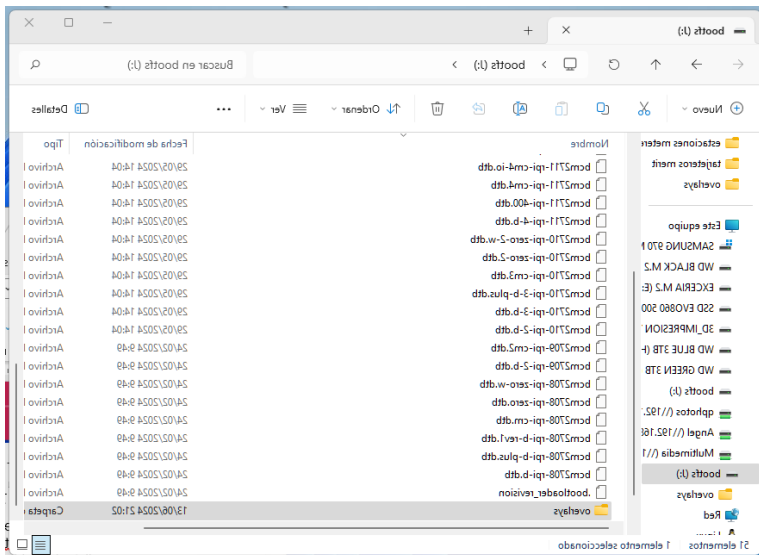 bootfs (J:)
bootfs (J:)
Buscar en bootfs (J:)
Nuevo
Ordenar
Ver
Detalles
estaciones metere
tarjeteros merit
overlays
Este equipo
SAMSUNG 970 
WD BLACK M.2
EXCERIA M.2 (E:
SSD EVO860 500
3D_IMPRESION
WD BLUE 3TB (H
WD GREEN 3TB
bootfs (J:)
qphotos (\\192.
Angel (\\192.168
Multimedia (\\1
bootfs (J:)
overlays
Red
Nombre Fecha de modificación Tipo
bcm2711-rpi-cm4-io.dtb 29/05/2024 14:04 Archivo
bcm2711-rpi-cm4.dtb 29/05/2024 14:04 Archivo
bcm2711-rpi-400.dtb 29/05/2024 14:04 Archivo
bcm2711-rpi-4-b.dtb 29/05/2024 14:04 Archivo
bcm2710-rpi-zero-2-w.dtb 29/05/2024 14:04 Archivo
bcm2710-rpi-zero-2.dtb 29/05/2024 14:04 Archivo
bcm2710-rpi-cm3.dtb 29/05/2024 14:04 Archivo
bcm2710-rpi-3-b-plus.dtb 29/05/2024 14:04 Archivo
bcm2710-rpi-3-b.dtb 29/05/2024 14:04 Archivo
bcm2710-rpi-2-b.dtb 29/05/2024 14:04 Archivo
bcm2709-rpi-cm2.dtb 24/02/2024 9:49 Archivo
bcm2709-rpi-2-b.dtb 24/02/2024 9:49 Archivo
bcm2708-rpi-zero-w.dtb 24/02/2024 9:49 Archivo
bcm2708-rpi-zero.dtb 24/02/2024 9:49 Archivo
bcm2708-rpi-cm.dtb 24/02/2024 9:49 Archivo
bcm2708-rpi-b-rev1.dtb 24/02/2024 9:49 Archivo
bcm2708-rpi-b-plus.dtb 24/02/2024 9:49 Archivo
bcm2708-rpi-b.dtb 24/02/2024 9:49 Archivo
.bootloader_revision 24/02/2024 9:49 Archivo
overlays 13/06/2024 21:02 Carpeta
51 elementos 1 elemento seleccionado